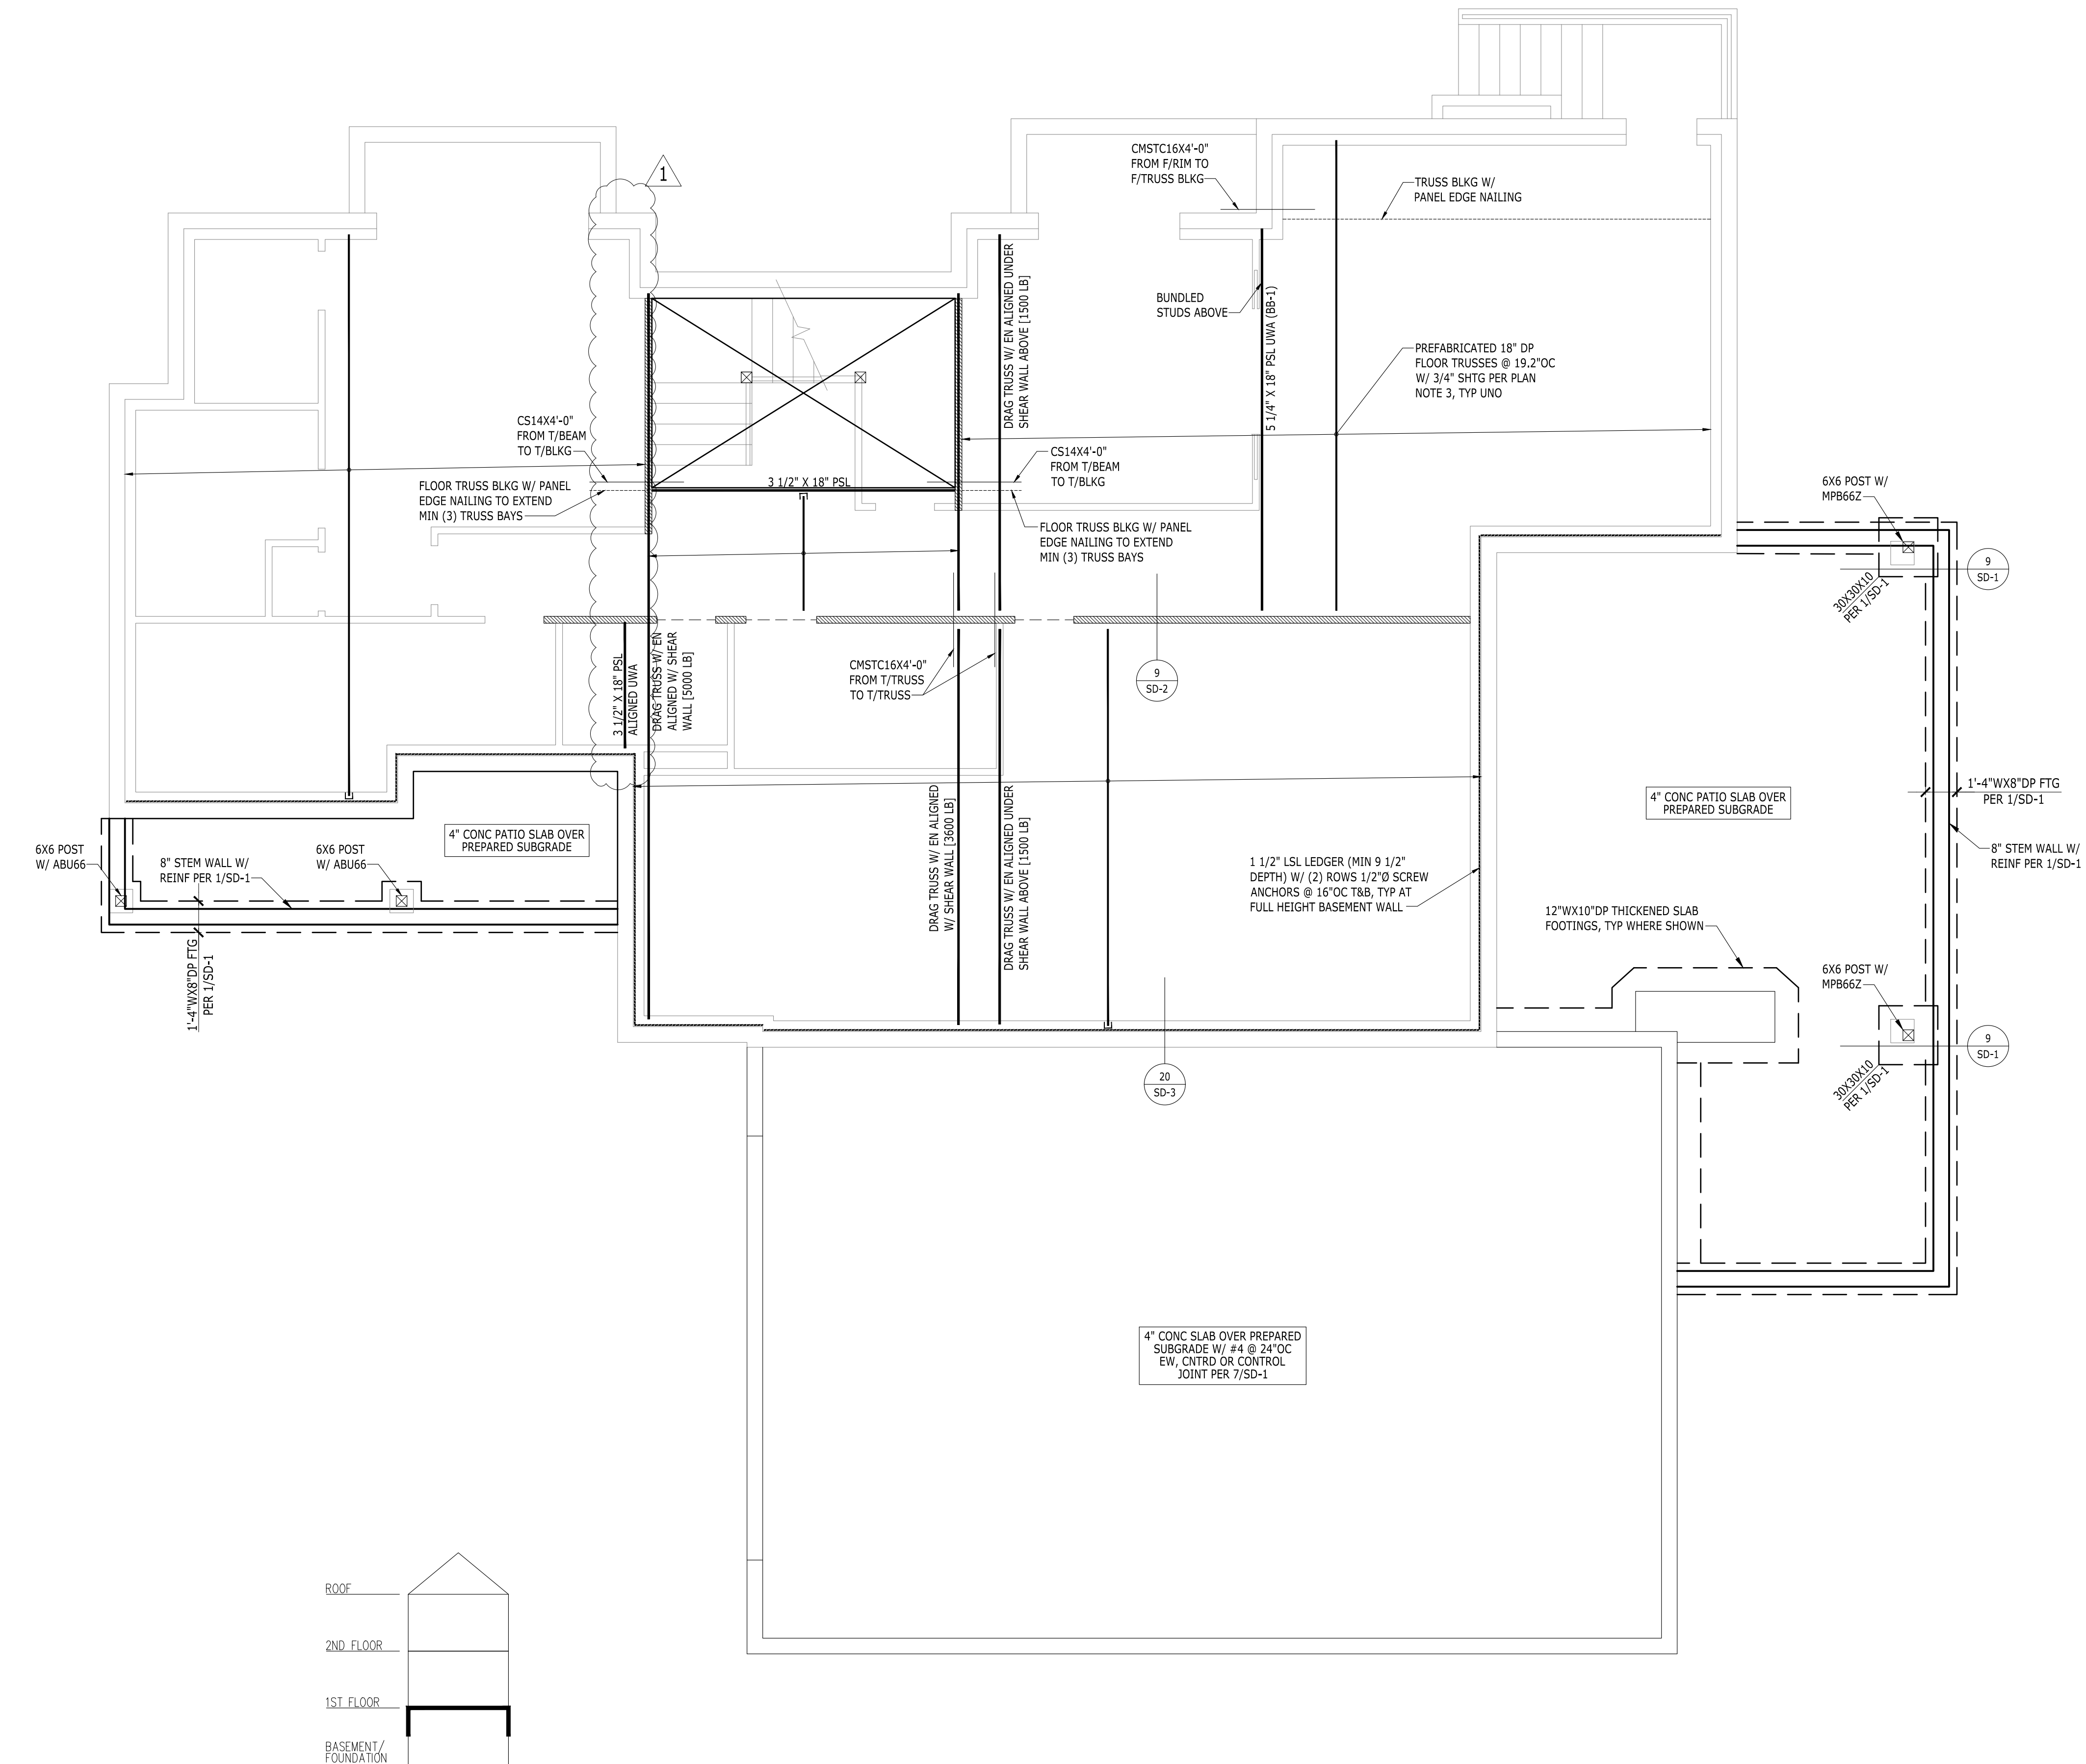 1
CMSTC16X4'-0"
FROM F/RIM TO
F/TRUSS BLKG
TRUSS BLKG W/
PANEL EDGE NAILING
DRAG TRUSS W/ EN ALIGNED UNDER
SHEAR WALL ABOVE [1500 LB]
BUNDLED
STUDS ABOVE
5 1/4" X 18" PSL UWA (BB-1)
PREFABRICATED 18" DP
FLOOR TRUSSES @ 19.2"OC
W/ 3/4" SHTG PER PLAN
NOTE 3, TYP UNO
CS14X4'-0"
FROM T/BEAM
TO T/BLKG
FLOOR TRUSS BLKG W/ PANEL
EDGE NAILING TO EXTEND
MIN (3) TRUSS BAYS
3 1/2" X 18" PSL
CS14X4'-0"
FROM T/BEAM
TO T/BLKG
FLOOR TRUSS BLKG W/ PANEL
EDGE NAILING TO EXTEND
MIN (3) TRUSS BAYS
6X6 POST W/
MPB66Z
9
SD-1
30X30X10
PER 1/SD-1
3 1/2" X 18" PSL
ALIGNED UWA
DRAG TRUSS W/ EN
ALIGNED W/ SHEAR
WALL [5000 LB]
CMSTC16X4'-0"
FROM T/TRUSS
TO T/TRUSS
9
SD-2
DRAG TRUSS W/ EN ALIGNED
W/ SHEAR WALL [3600 LB]
DRAG TRUSS W/ EN ALIGNED UNDER
SHEAR WALL ABOVE [1500 LB]
4" CONC PATIO SLAB OVER
PREPARED SUBGRADE
1'-4"WX8"DP FTG
PER 1/SD-1
8" STEM WALL W/
REINF PER 1/SD-1
4" CONC PATIO SLAB OVER
PREPARED SUBGRADE
6X6 POST
W/ ABU66
8" STEM WALL W/
REINF PER 1/SD-1
6X6 POST
W/ ABU66
1'-4"WX8"DP FTG
PER 1/SD-1
1 1/2" LSL LEDGER (MIN 9 1/2"
DEPTH) W/ (2) ROWS 1/2"Ø SCREW
ANCHORS @ 16"OC T&B, TYP AT
FULL HEIGHT BASEMENT WALL
12"WX10"DP THICKENED SLAB
FOOTINGS, TYP WHERE SHOWN
6X6 POST W/
MPB66Z
9
SD-1
30X30X10
PER 1/SD-1
20
SD-3
4" CONC SLAB OVER PREPARED
SUBGRADE W/ #4 @ 24"OC
EW, CNTRD OR CONTROL
JOINT PER 7/SD-1
ROOF
2ND FLOOR
1ST FLOOR
BASEMENT/
FOUNDATION